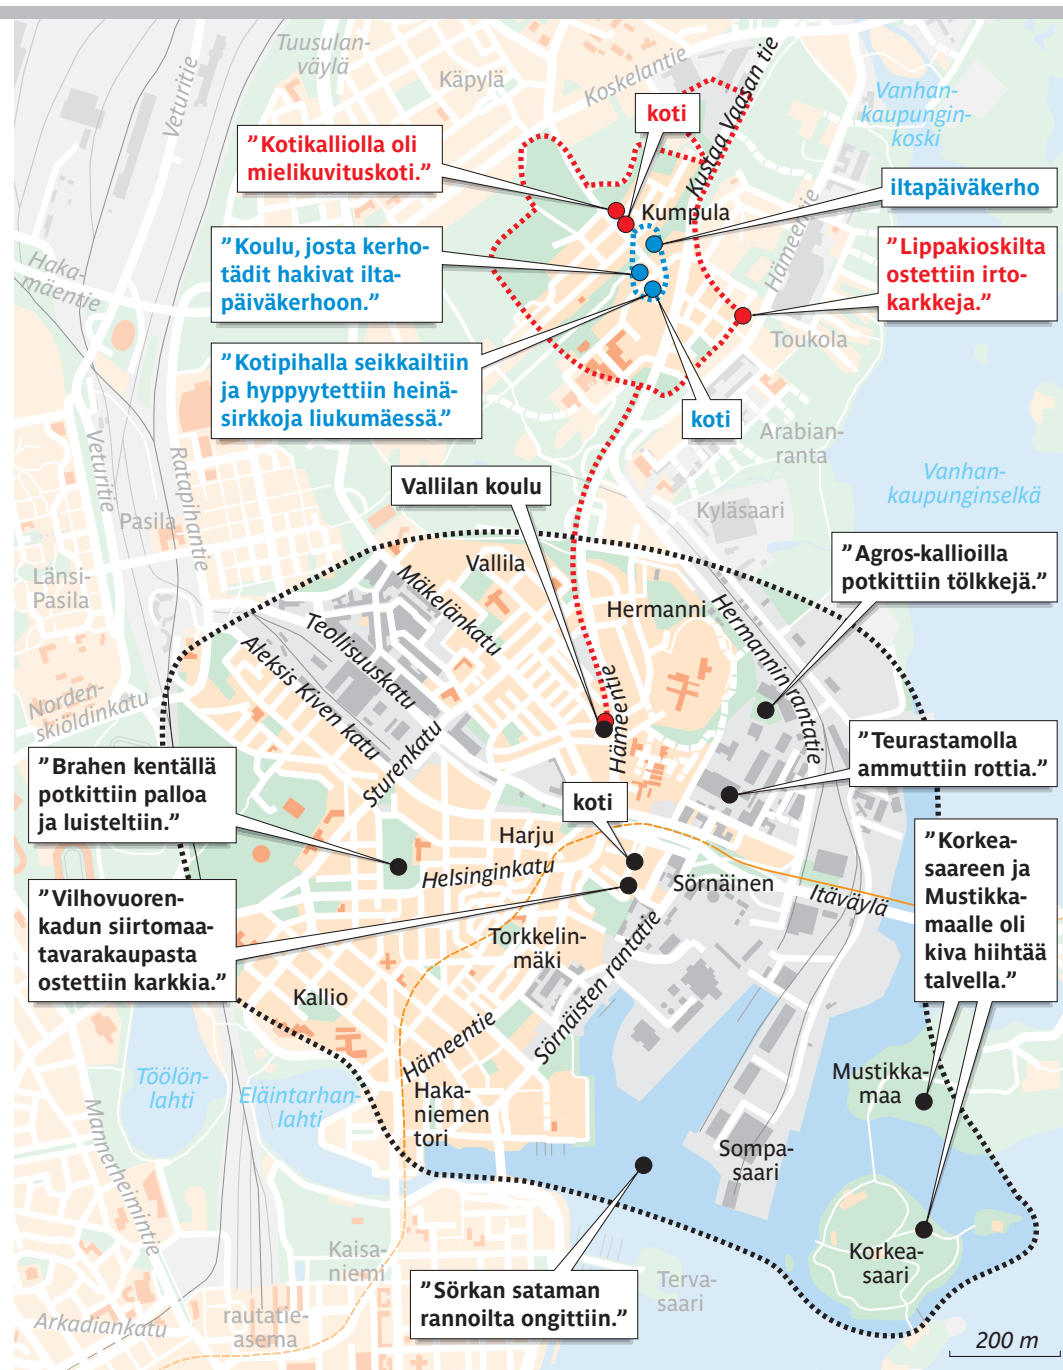 Tuusulan-
väylä
Käpylä
Koskelantie
Kustaa Vaasan tie
Veturitie
Vanhan-
kaupungin-
koski
koti
"Kotikalliolla oli
mielikuvituskoti."
iltapäiväkerho
Kumpula
"Koulu, josta kerho-
tädit hakivat ilta-
päiväkerhoon."
"Lippakioskilta
ostettiin irto-
karkkeja."
Hämeentie
Haka-
mäentie
Toukola
"Kotipihalla seikkailtiin
ja hyppyytettiin heinä-
sirkkoja liukumäessä."
koti
Arabian-
ranta
Veturitie
Ratapihantie
Vallilan koulu
Vanhan-
kaupunginselkä
Kyläsaari
Pasila
"Agros-kallioilla
potkittiin tölkkejä."
Vallila
Länsi-
Pasila
Mäkelänkatu
Hermanni
Hermannin rantatie
Teollisuuskatu
Aleksis Kiven katu
Norden-
skiöldinkatu
Sturenkatu
Hämeentie
"Teurastamolla
ammuttiin rottia."
"Brahen kentällä
potkittiin palloa
ja luisteltiin."
koti
Harju
Helsinginkatu
Sörnäinen
Itäväylä
"Korkea-
saareen ja
Mustikka-
maalle oli
kiva hiihtää
talvella."
"Vilhovuoren-
kadun siirtomaa-
tavarakaupasta
ostettiin karkkia."
Torkkelin-
mäki
Sörnäisten rantatie
Kallio
Hämeentie
Töölön-
lahti
Eläintarhan-
lahti
Haka-
niemen
tori
Mustikka-
maa
Mannerheimintie
Sompa-
saari
Kaisa-
niemi
Korkea-
saari
"Sörkan sataman
rannoilta ongittiin."
Terva-
saari
Arkadiankatu
rautatie-
asema
200 m